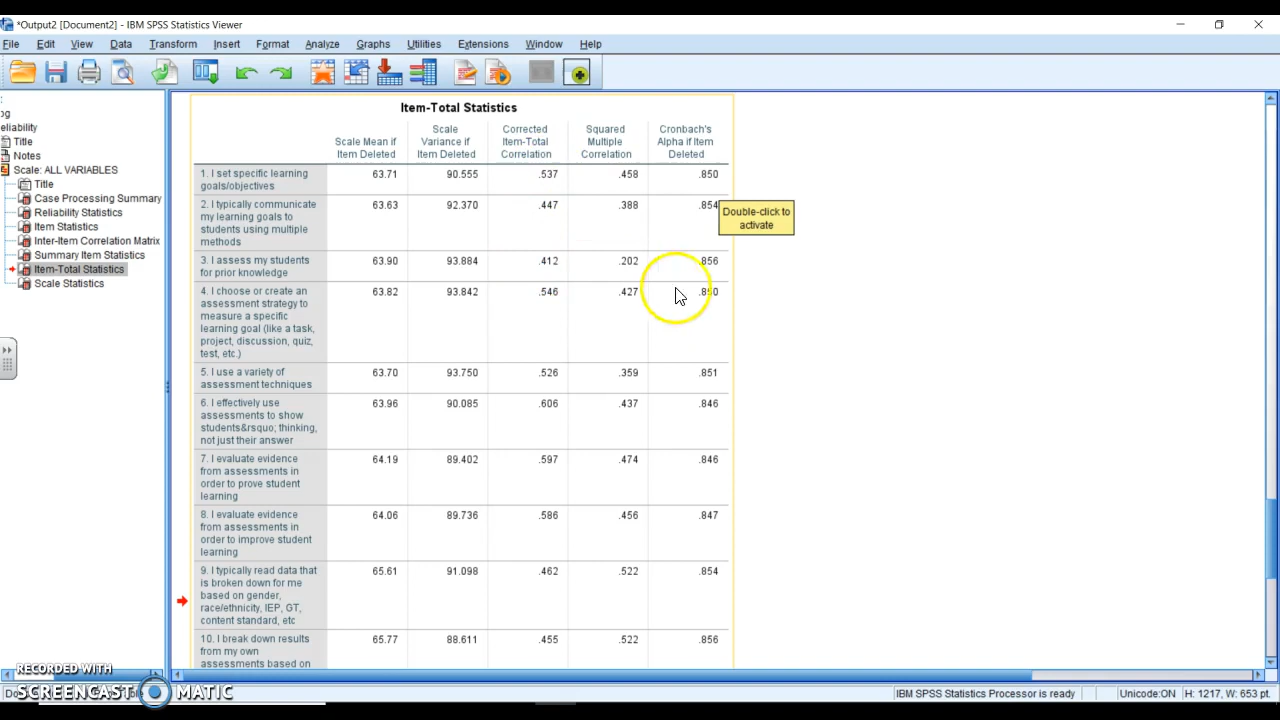 *Output2 [Document2] - IBM SPSS Statistics Viewer
File Edit View Data Transform Insert Format Analyze Graphs Utilities Extensions Window Help
og
eliability
Title
Notes
Scale: ALL VARIABLES
Title
Case Processing Summary
Reliability Statistics
Item Statistics
Inter-Item Correlation Matrix
Summary Item Statistics
Item-Total Statistics
Scale Statistics
Item-Total Statistics
Scale Mean if
Item Deleted
Scale
Variance if
Item Deleted
Corrected
Item-Total
Correlation
Squared
Multiple
Correlation
Cronbach's
Alpha if Item
Deleted
1. I set specific learning 63.71 90.555 .537 .458 .850
goals/objectives
2. I typically communicate 63.63 92.370 .447 .388 .854
my learning goals to
students using multiple
methods
Double-click to
activate
3. I assess my students 63.90 93.884 .412 .202 .856
for prior knowledge
4. I choose or create an 63.82 93.842 .546 .427
assessment strategy to
measure a specific
learning goal (like a task,
project, discussion, quiz,
test, etc.)
5. I use a variety of 63.70 93.750 .526 .359 .851
assessment techniques
6. I effectively use 63.96 90.085 .606 .437 .846
assessments to show
students&rsquo; thinking,
not just their answer
7. I evaluate evidence 64.19 89.402 .597 .474 .846
from assessments in
order to prove student
learning
8. I evaluate evidence 64.06 89.736 .586 .456 .847
from assessments in
order to improve student
learning
9. I typically read data that 65.61 91.098 .462 .522 .854
is broken down for me
based on gender,
race/ethnicity, IEP, GT,
content standard, etc
10. I break down results 65.77 88.611 .455 .522 .856
from my own
assessments based on
RECORDED WITH
SCREENCAST MATIC
IBM SPSS Statistics Processor is ready Unicode:ON H: 1217, W: 653 pt.